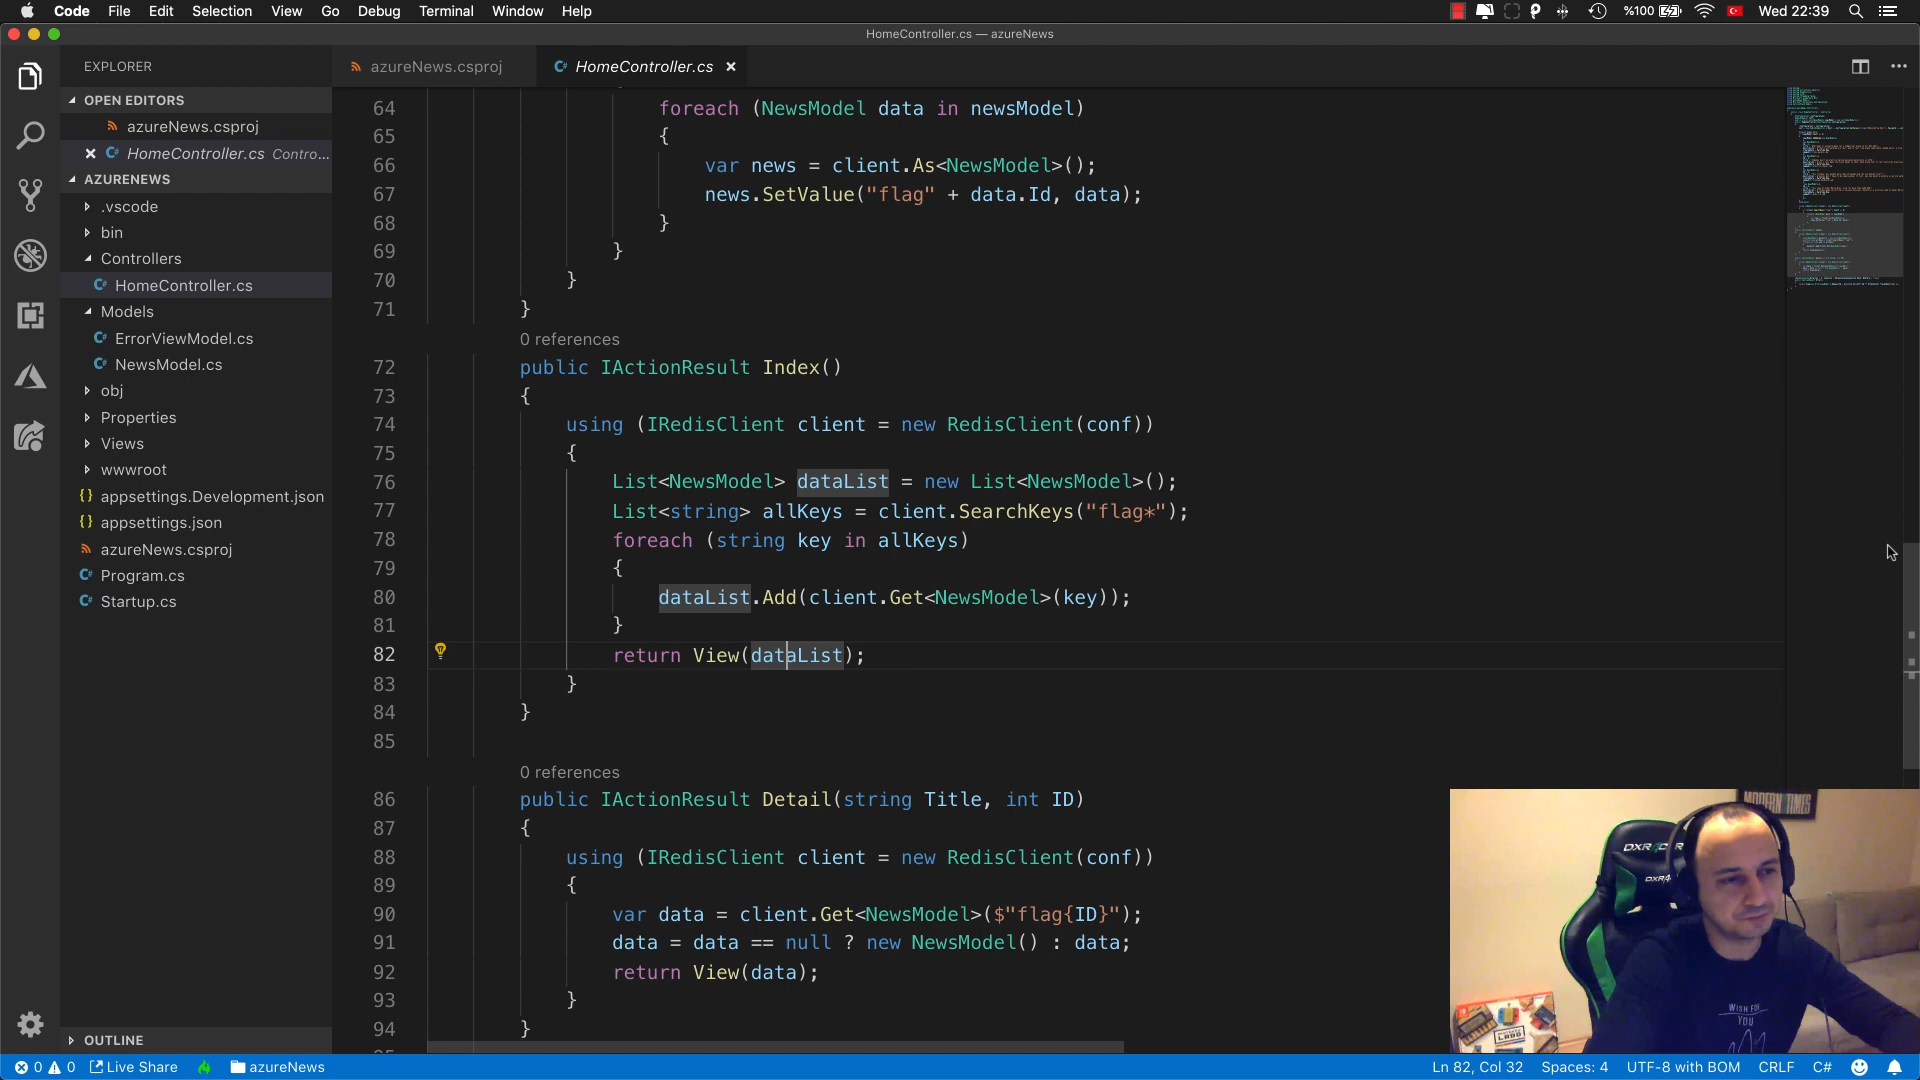 Code File Edit Selection View Go Debug Terminal Window Help
%100 Wed 22:39
HomeController.cs — azureNews
EXPLORER
OPEN EDITORS
azureNews.csproj
HomeController.cs Contro...
AZURENEWS
.vscode
bin
Controllers
HomeController.cs
Models
ErrorViewModel.cs
NewsModel.cs
obj
Properties
Views
wwwroot
appsettings.Development.json
appsettings.json
azureNews.csproj
Program.cs
Startup.cs
OUTLINE
azureNews.csproj HomeController.cs
64 foreach (NewsModel data in newsModel)
65 {
66 var news = client.As<NewsModel>();
67 news.SetValue("flag" + data.Id, data);
68 }
69 }
70 }
71 }
0 references
72 public IActionResult Index()
73 {
74 using (IRedisClient client = new RedisClient(conf))
75 {
76 List<NewsModel> dataList = new List<NewsModel>();
77 List<string> allKeys = client.SearchKeys("flag*");
78 foreach (string key in allKeys)
79 {
80 dataList.Add(client.Get<NewsModel>(key));
81 }
82 return View(dataList);
83 }
84 }
85
0 references
86 public IActionResult Detail(string Title, int ID)
87 {
88 using (IRedisClient client = new RedisClient(conf))
89 {
90 var data = client.Get<NewsModel>($"flag{ID}");
91 data = data == null ? new NewsModel() : data;
92 return View(data);
93 }
94 }
MODERN TIMES
WISH FOR
YOU
LABO
0 0 Live Share azureNews
Ln 82, Col 32 Spaces: 4 UTF-8 with BOM CRLF C#